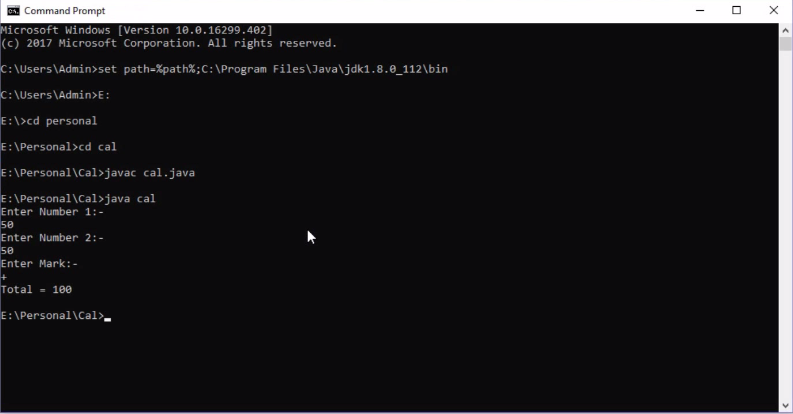 Command Prompt
Microsoft Windows [Version 10.0.16299.402]
(c) 2017 Microsoft Corporation. All rights reserved.
C:\Users\Admin>set path=%path%;C:\Program Files\Java\jdk1.8.0_112\bin
C:\Users\Admin>E:
E:\>cd personal
E:\Personal>cd cal
E:\Personal\Cal>javac cal.java
E:\Personal\Cal>java cal
Enter Number 1:-
50
Enter Number 2:-
50
Enter Mark:-
+
Total = 100
E:\Personal\Cal>